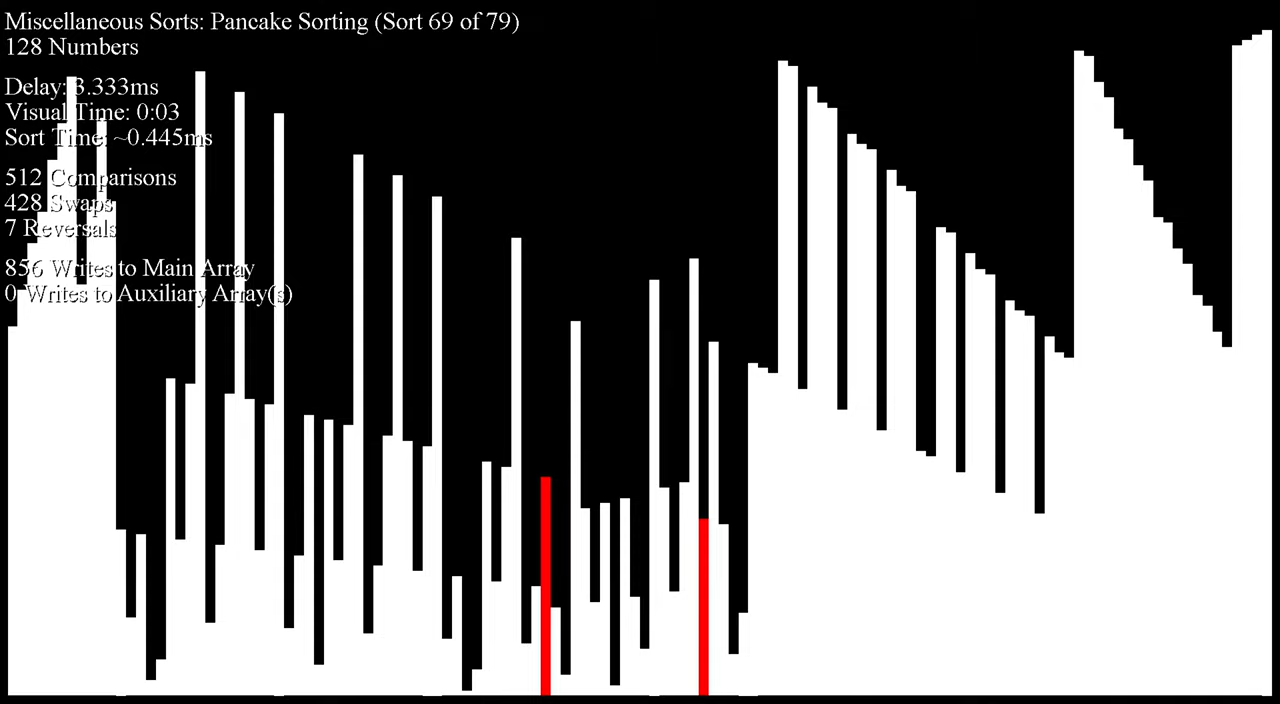 Miscellaneous Sorts: Pancake Sorting (Sort 69 of 79)
128 Numbers
Delay: 3.333ms
Visual Time: 0:03
Sort Time: ~0.445ms
512 Comparisons
428 Swaps
7 Reversals
856 Writes to Main Array
0 Writes to Auxiliary Array(s)